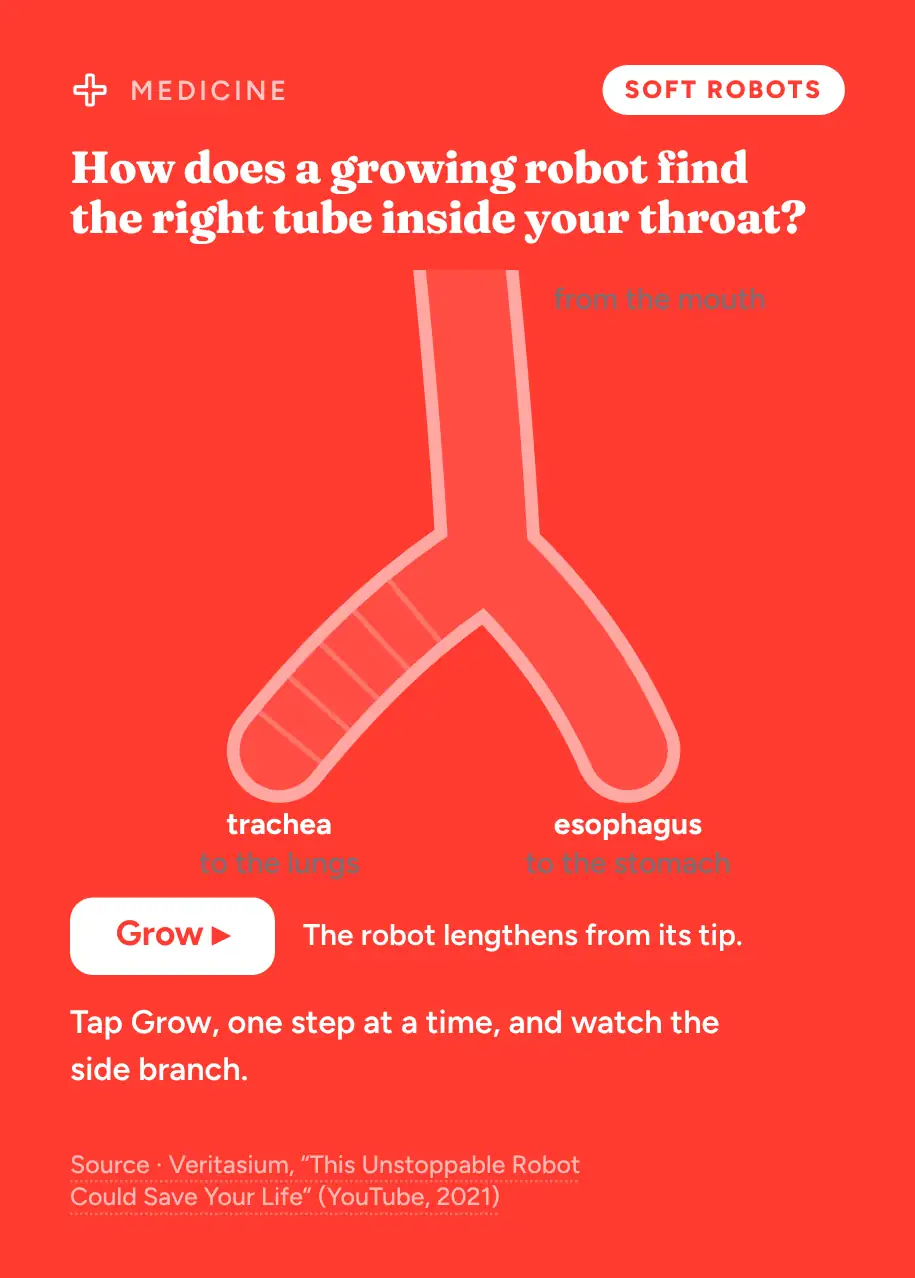 MEDICINE
SOFT ROBOTS
How does a growing robot find
the right tube inside your throat?
from the mouth
trachea
to the lungs
esophagus
to the stomach
Grow ▶
The robot lengthens from its tip.
Tap Grow, one step at a time, and watch the
side branch.
Source · Veritasium, “This Unstoppable Robot
Could Save Your Life” (YouTube, 2021)